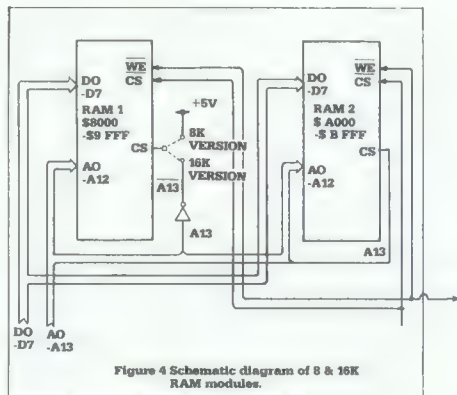 DO
-D7
RAM 1
$8000
-$9 FFF
AO
-A12
WE
CS
CS
+5V
8K
VERSION
16K
VERSION
A13
A13
DO
-D7
RAM 2
$ A000
-$ B FFF
AO
-A12
WE
CS
CS
A13
DO
-D7
AO
-A13
Figure 4 Schematic diagram of 8 & 16K
RAM modules.